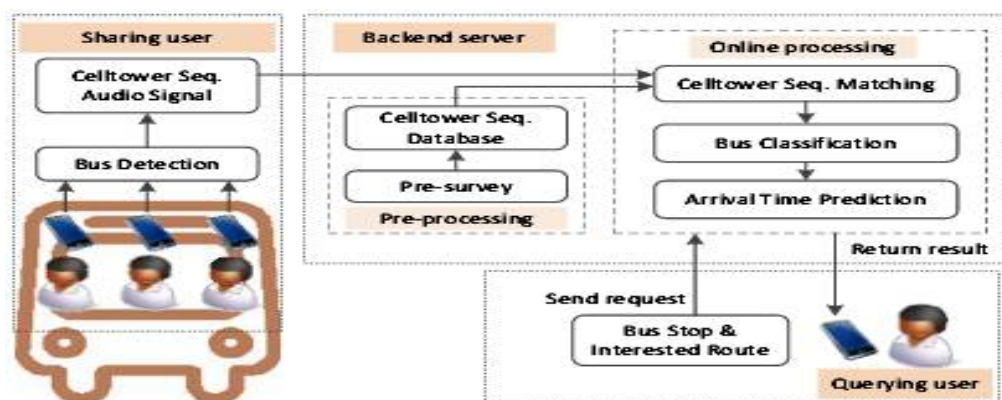 Sharing user
Celltower Seq.
Audio Signal
Bus Detection
Backend server
Celltower Seq.
Database
Pre-survey
Pre-processing
Online processing
Celltower Seq. Matching
Bus Classification
Arrival Time Prediction
Return result
Send request
Bus Stop &
Interested Route
Querying user